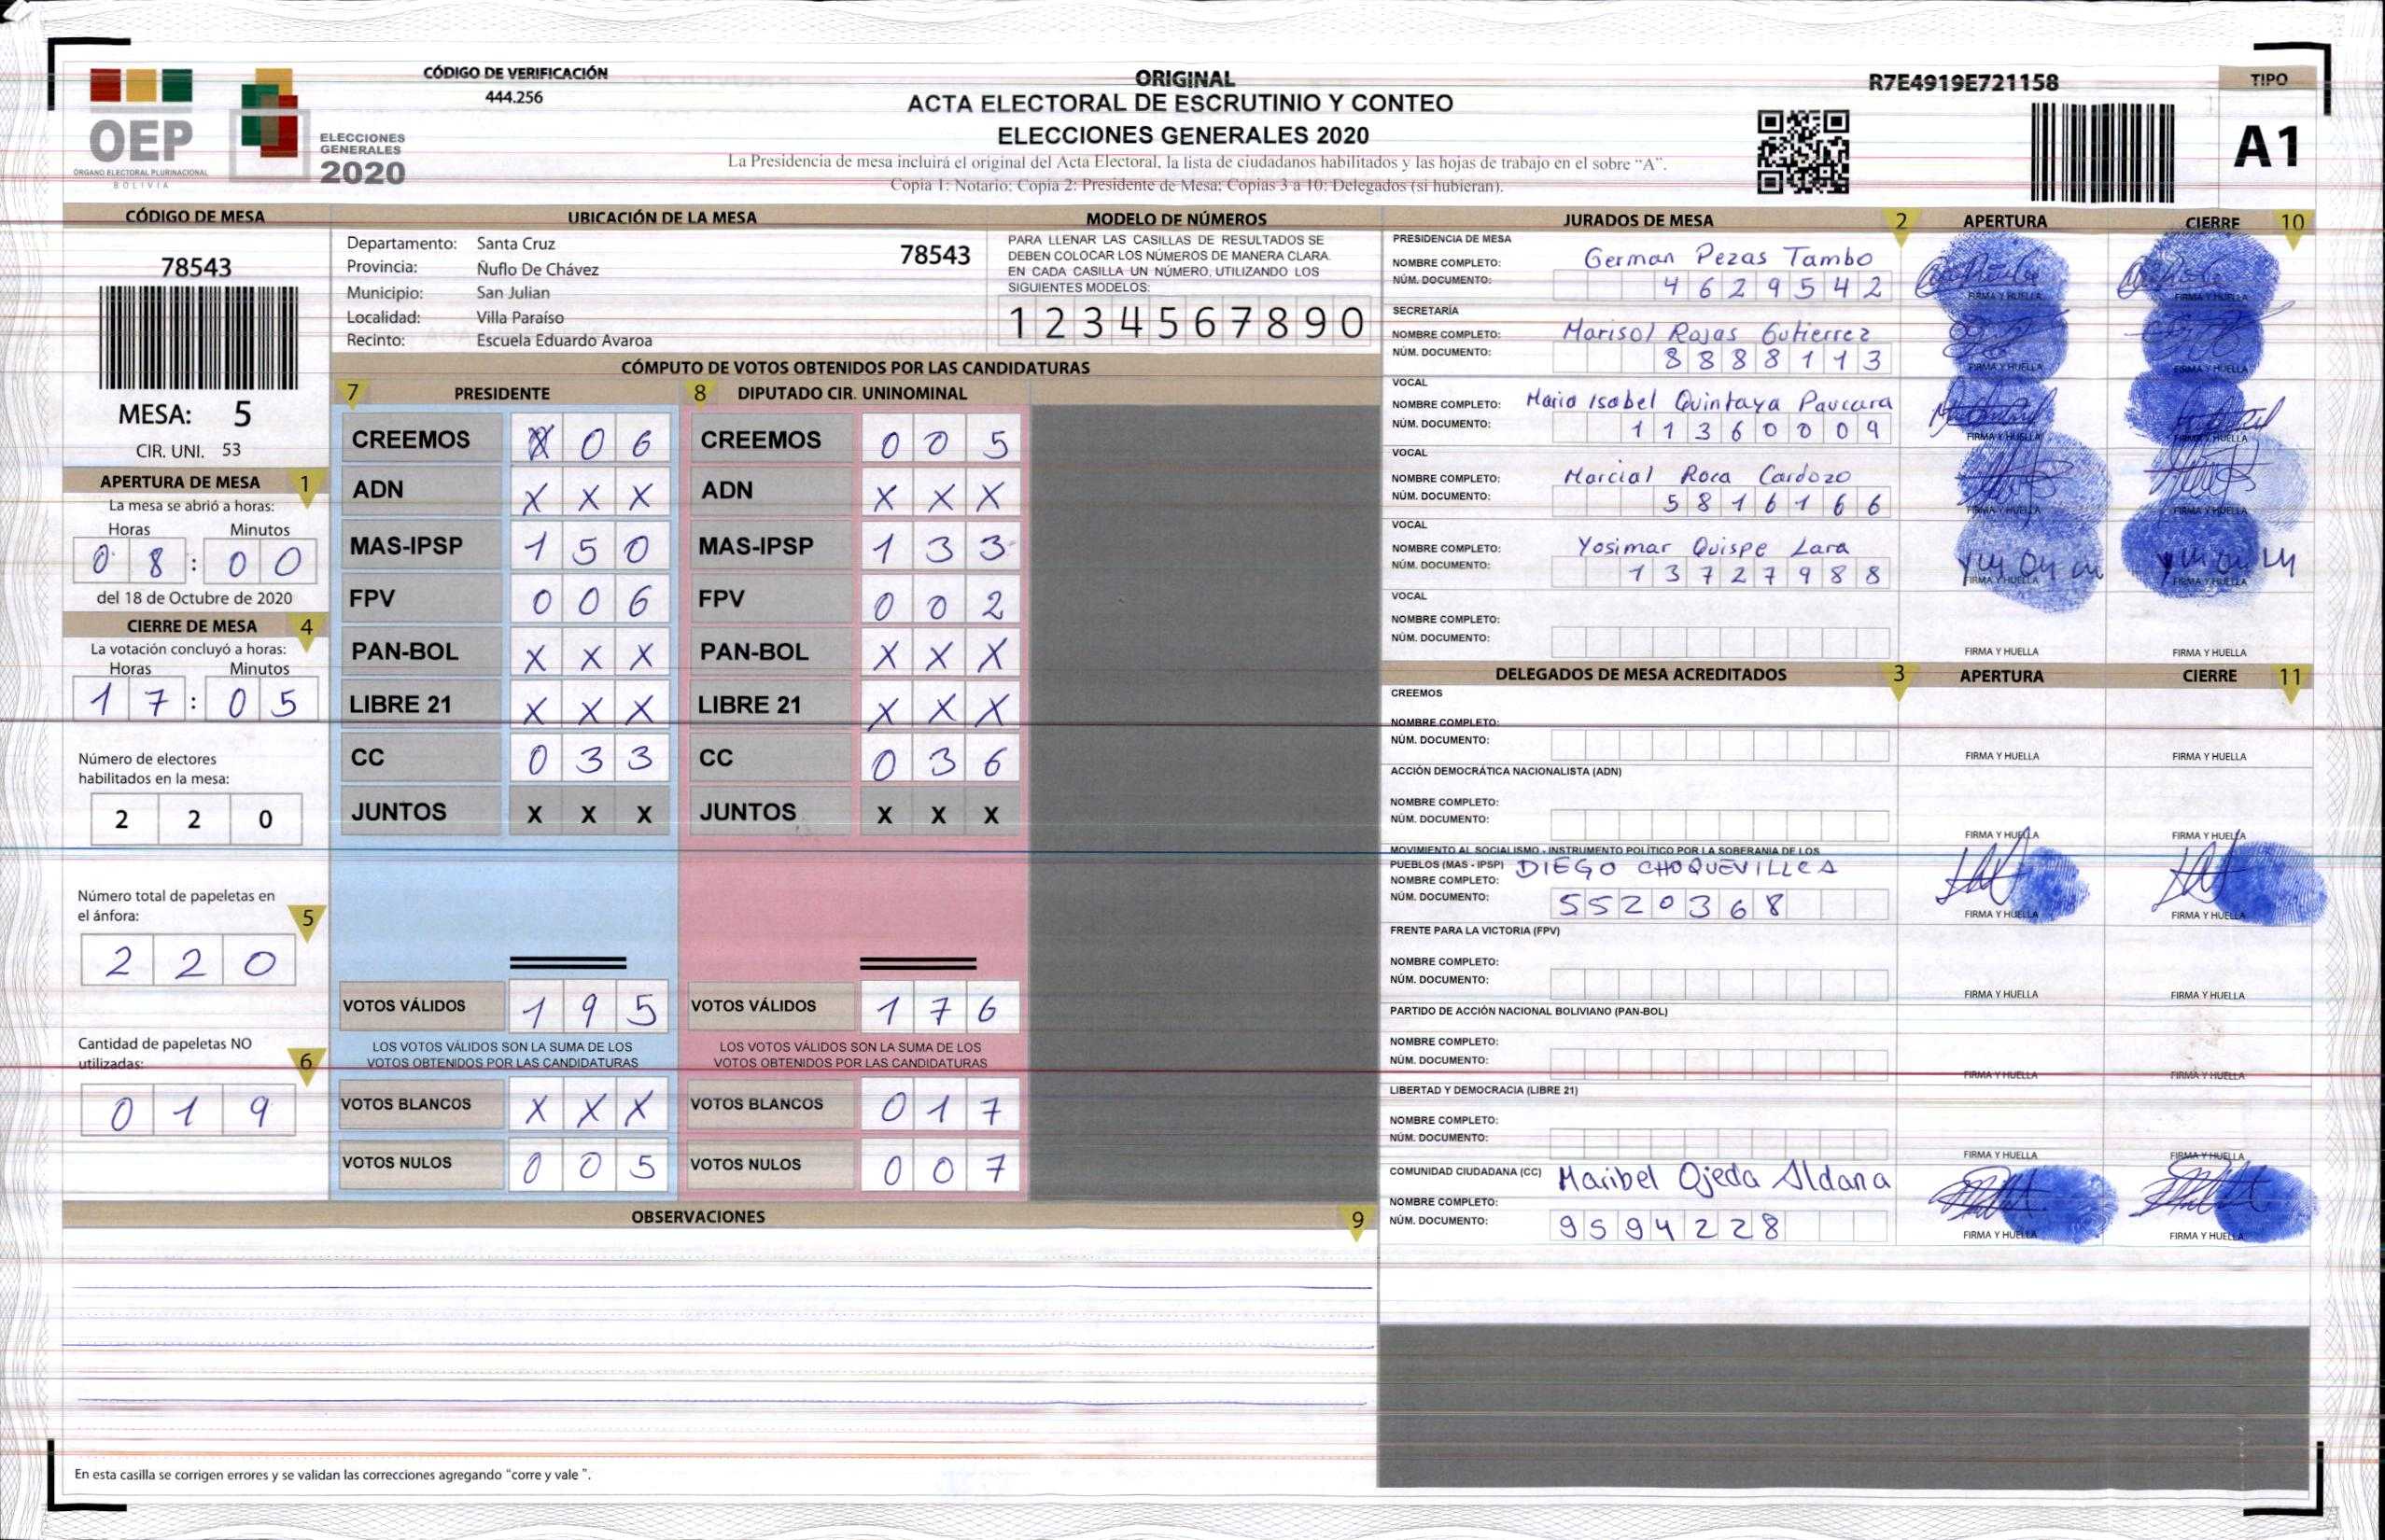 CÓDIGO DE VERIFICACIÓN
444.256
OEP
ÓRGANO ELECTORAL PLURINACIONAL
BOLIVIA
ELECCIONES
GENERALES
2020
ORIGINAL
ACTA ELECTORAL DE ESCRUTINIO Y CONTEO
ELECCIONES GENERALES 2020
La Presidencia de mesa incluirá el original del Acta Electoral, la lista de ciudadanos habilitados y las hojas de trabajo en el sobre “A”.
Copia 1: Notario; Copia 2: Presidente de Mesa; Copias 3 a 10: Delegados (si hubieran).
R7E4919E721158
TIPO
A1
CÓDIGO DE MESA
78543
MESA: 5
CIR. UNI. 53
APERTURA DE MESA 1
La mesa se abrió a horas:
Horas Minutos
0 8 : 0 0
del 18 de Octubre de 2020
CIERRE DE MESA 4
La votación concluyó a horas:
Horas Minutos
1 7 : 0 5
Número de electores
habilitados en la mesa:
2 2 0
Número total de papeletas en
el ánfora: 5
2 2 0
Cantidad de papeletas NO
utilizadas: 6
0 1 9
UBICACIÓN DE LA MESA
Departamento: Santa Cruz 78543
Provincia: Ñuflo De Chávez
Municipio: San Julian
Localidad: Villa Paraíso
Recinto: Escuela Eduardo Avaroa
MODELO DE NÚMEROS
PARA LLENAR LAS CASILLAS DE RESULTADOS SE
DEBEN COLOCAR LOS NÚMEROS DE MANERA CLARA.
EN CADA CASILLA UN NÚMERO, UTILIZANDO LOS
SIGUIENTES MODELOS:
1 2 3 4 5 6 7 8 9 0
CÓMPUTO DE VOTOS OBTENIDOS POR LAS CANDIDATURAS
7 PRESIDENTE 8 DIPUTADO CIR. UNINOMINAL
CREEMOS X 0 6 CREEMOS 0 0 5
ADN X X X ADN X X X
MAS-IPSP 1 5 0 MAS-IPSP 1 3 3
FPV 0 0 6 FPV 0 0 2
PAN-BOL X X X PAN-BOL X X X
LIBRE 21 X X X LIBRE 21 X X X
CC 0 3 3 CC 0 3 6
JUNTOS X X X JUNTOS X X X
VOTOS VÁLIDOS 1 9 5 VOTOS VÁLIDOS 1 7 6
LOS VOTOS VÁLIDOS SON LA SUMA DE LOS LOS VOTOS VÁLIDOS SON LA SUMA DE LOS
VOTOS OBTENIDOS POR LAS CANDIDATURAS VOTOS OBTENIDOS POR LAS CANDIDATURAS
VOTOS BLANCOS X X X VOTOS BLANCOS 0 1 7
VOTOS NULOS 0 0 5 VOTOS NULOS 0 0 7
OBSERVACIONES 9
En esta casilla se corrigen errores y se validan las correcciones agregando “corre y vale ”.
JURADOS DE MESA 2 APERTURA CIERRE 10
PRESIDENCIA DE MESA
NOMBRE COMPLETO: German Pezas Tambo
NÚM. DOCUMENTO: 4 6 2 9 5 4 2
FIRMA Y HUELLA FIRMA Y HUELLA
SECRETARÍA
NOMBRE COMPLETO: Marisol Rojas Gutierrez
NÚM. DOCUMENTO: 8 8 8 8 1 1 3
FIRMA Y HUELLA FIRMA Y HUELLA
VOCAL
NOMBRE COMPLETO: Maria Isabel Quintaya Paucara
NÚM. DOCUMENTO: 1 1 3 6 0 0 0 9
FIRMA Y HUELLA FIRMA Y HUELLA
VOCAL
NOMBRE COMPLETO: Marcial Roca Cardozo
NÚM. DOCUMENTO: 5 8 1 6 1 6 6
FIRMA Y HUELLA FIRMA Y HUELLA
VOCAL
NOMBRE COMPLETO: Yosimar Quispe Lara
NÚM. DOCUMENTO: 1 3 7 2 7 9 8 8
FIRMA Y HUELLA FIRMA Y HUELLA
VOCAL
NOMBRE COMPLETO:
NÚM. DOCUMENTO:
FIRMA Y HUELLA FIRMA Y HUELLA
DELEGADOS DE MESA ACREDITADOS 3 APERTURA CIERRE 11
CREEMOS
NOMBRE COMPLETO:
NÚM. DOCUMENTO:
FIRMA Y HUELLA FIRMA Y HUELLA
ACCIÓN DEMOCRÁTICA NACIONALISTA (ADN)
NOMBRE COMPLETO:
NÚM. DOCUMENTO:
FIRMA Y HUELLA FIRMA Y HUELLA
MOVIMIENTO AL SOCIALISMO - INSTRUMENTO POLÍTICO POR LA SOBERANIA DE LOS
PUEBLOS (MAS - IPSP) DIEGO CHOQUEVILLCA
NOMBRE COMPLETO:
NÚM. DOCUMENTO: 5 5 2 0 3 6 8
FIRMA Y HUELLA FIRMA Y HUELLA
FRENTE PARA LA VICTORIA (FPV)
NOMBRE COMPLETO:
NÚM. DOCUMENTO:
FIRMA Y HUELLA FIRMA Y HUELLA
PARTIDO DE ACCIÓN NACIONAL BOLIVIANO (PAN-BOL)
NOMBRE COMPLETO:
NÚM. DOCUMENTO:
FIRMA Y HUELLA FIRMA Y HUELLA
LIBERTAD Y DEMOCRACIA (LIBRE 21)
NOMBRE COMPLETO:
NÚM. DOCUMENTO:
FIRMA Y HUELLA FIRMA Y HUELLA
COMUNIDAD CIUDADANA (CC) Maribel Ojeda Aldana
NOMBRE COMPLETO:
NÚM. DOCUMENTO: 9 5 9 4 2 2 8
FIRMA Y HUELLA FIRMA Y HUELLA